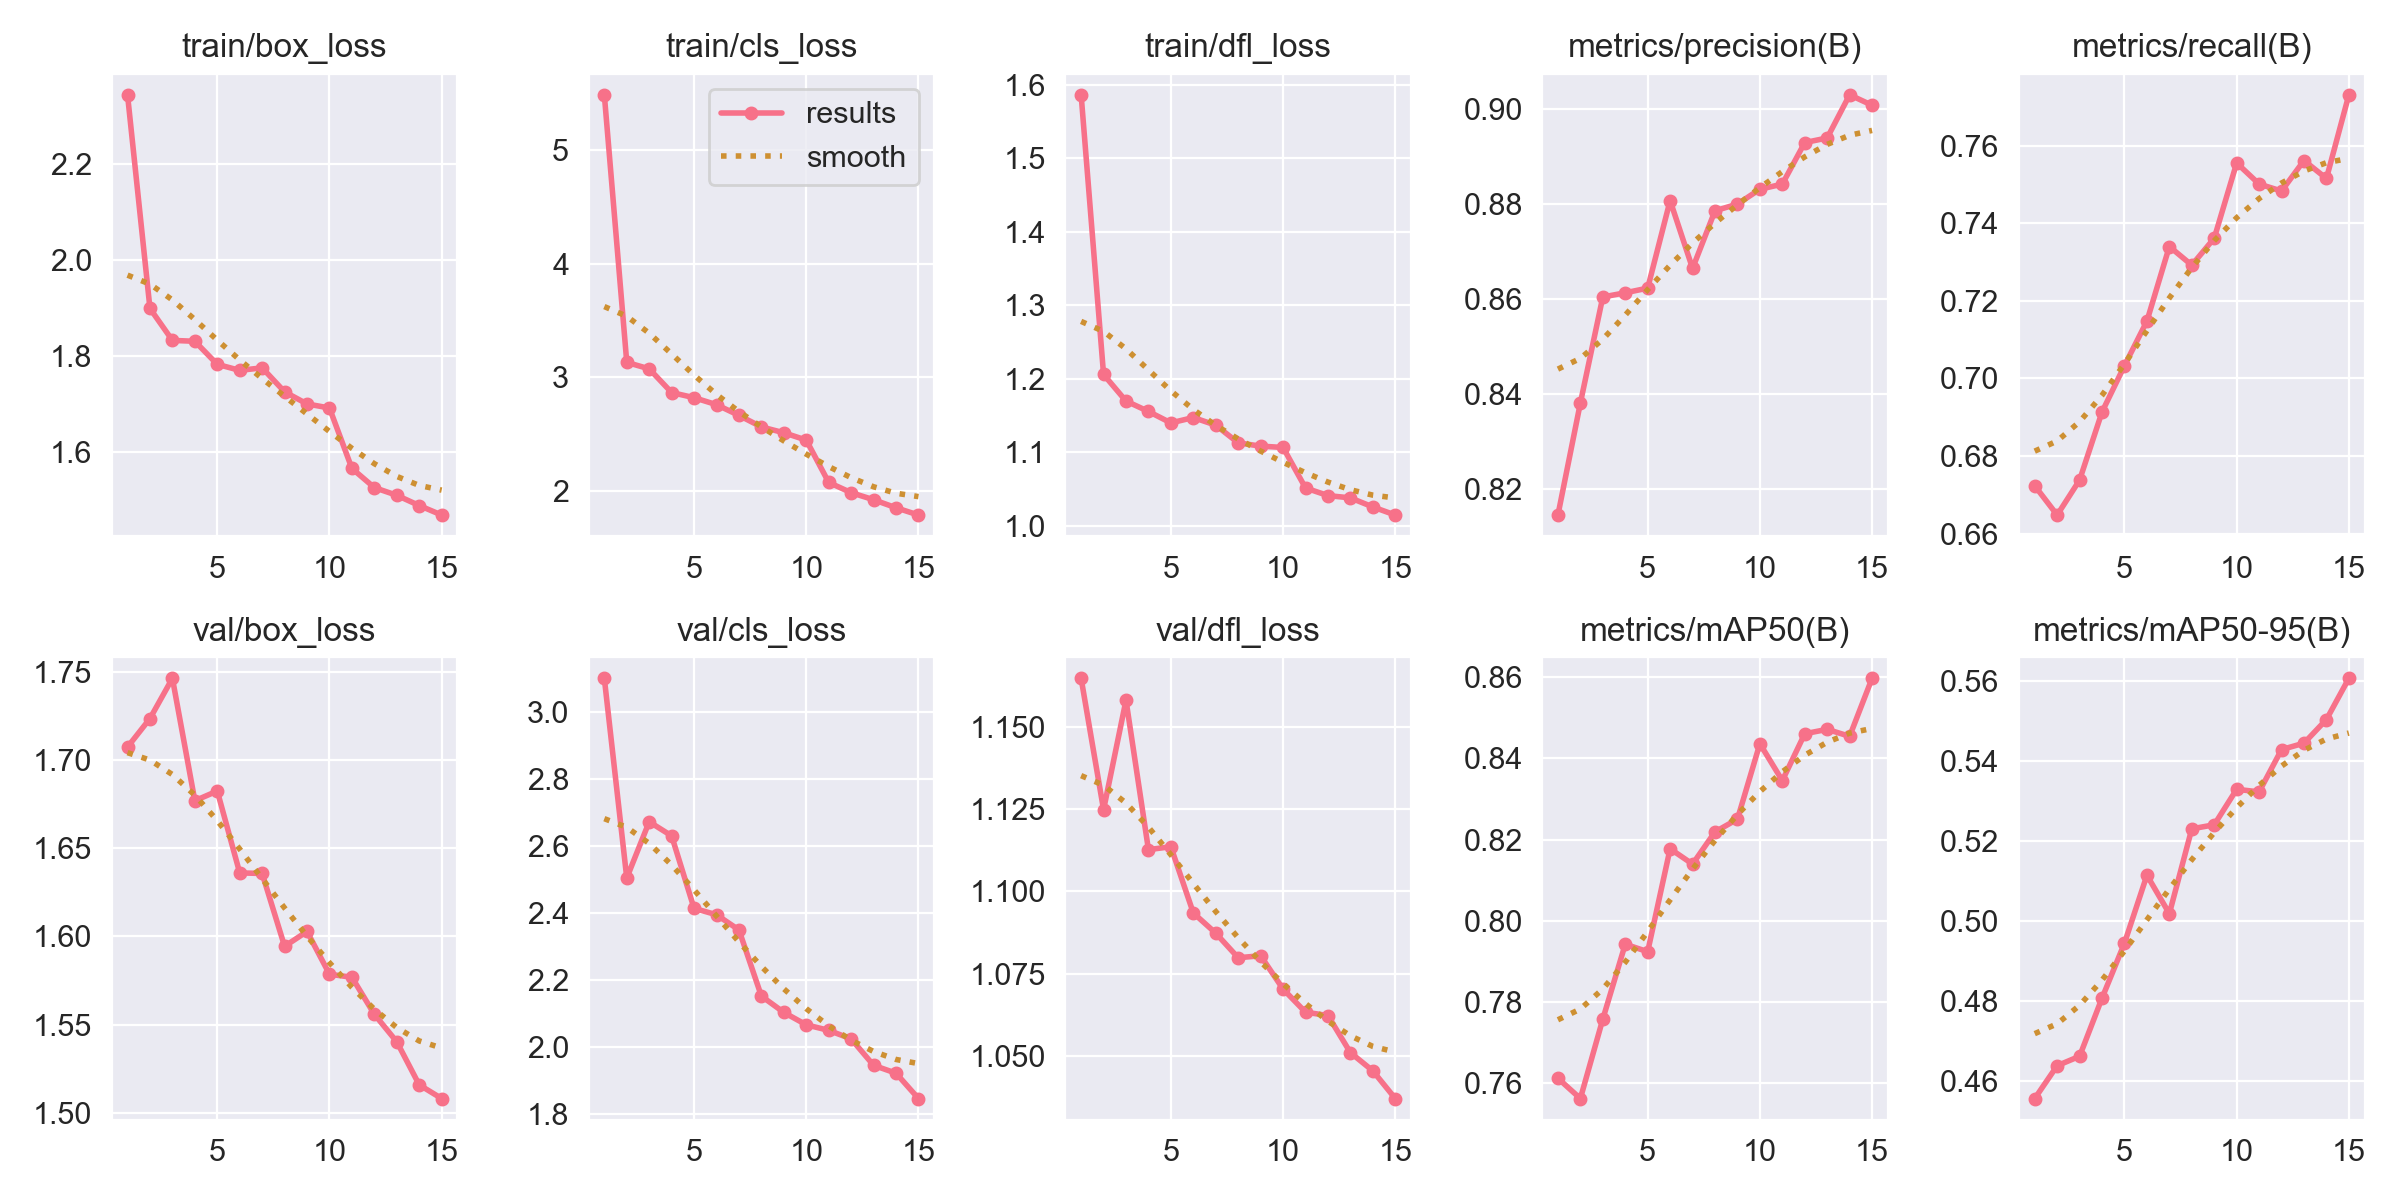 train/box_loss
2.2
2.0
1.8
1.6
5 10 15
train/cls_loss
results
smooth
5
4
3
2
5 10 15
train/dfl_loss
1.6
1.5
1.4
1.3
1.2
1.1
1.0
5 10 15
metrics/precision(B)
0.90
0.88
0.86
0.84
0.82
5 10 15
metrics/recall(B)
0.76
0.74
0.72
0.70
0.68
0.66
5 10 15
val/box_loss
1.75
1.70
1.65
1.60
1.55
1.50
5 10 15
val/cls_loss
3.0
2.8
2.6
2.4
2.2
2.0
1.8
5 10 15
val/dfl_loss
1.150
1.125
1.100
1.075
1.050
5 10 15
metrics/mAP50(B)
0.86
0.84
0.82
0.80
0.78
0.76
5 10 15
metrics/mAP50-95(B)
0.56
0.54
0.52
0.50
0.48
0.46
5 10 15